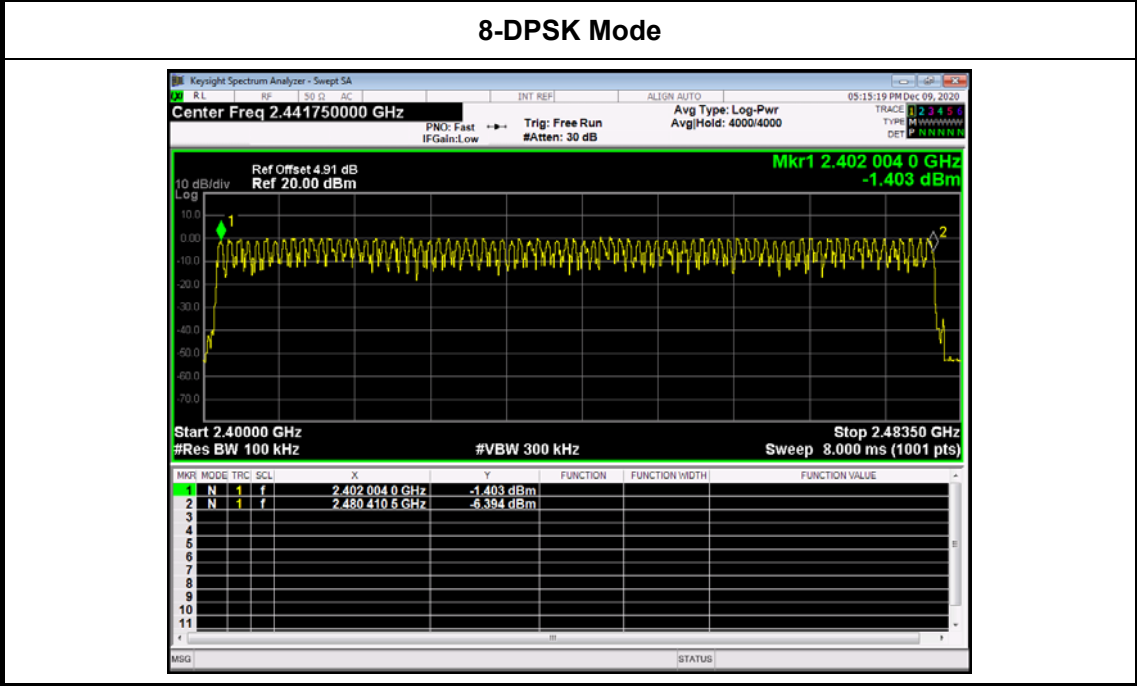 8-DPSK Mode
Keysight Spectrum Analyzer - Swept SA
RL RF 50 Ω AC INT REF ALIGN AUTO 05:15:19 PM Dec 09, 2020
Center Freq 2.441750000 GHz
PNO: Fast
IFGain:Low
Trig: Free Run
#Atten: 30 dB
Avg Type: Log-Pwr
Avg|Hold: 4000/4000
TRACE 1 2 3 4 5 6
TYPE M WWWWW
DET P N N N N N
Mkr1 2.402 004 0 GHz
-1.403 dBm
Ref Offset 4.91 dB
Ref 20.00 dBm
10 dB/div
Log
10.0
0.00
-10.0
-20.0
-30.0
-40.0
-50.0
-60.0
-70.0
1
2
Start 2.40000 GHz
Stop 2.48350 GHz
#Res BW 100 kHz
#VBW 300 kHz
Sweep 8.000 ms (1001 pts)
MKR MODE TRC SCL X Y FUNCTION FUNCTION WIDTH FUNCTION VALUE
1 N 1 f 2.402 004 0 GHz -1.403 dBm
2 N 1 f 2.480 410 5 GHz -6.394 dBm
3
4
5
6
7
8
9
10
11
MSG STATUS